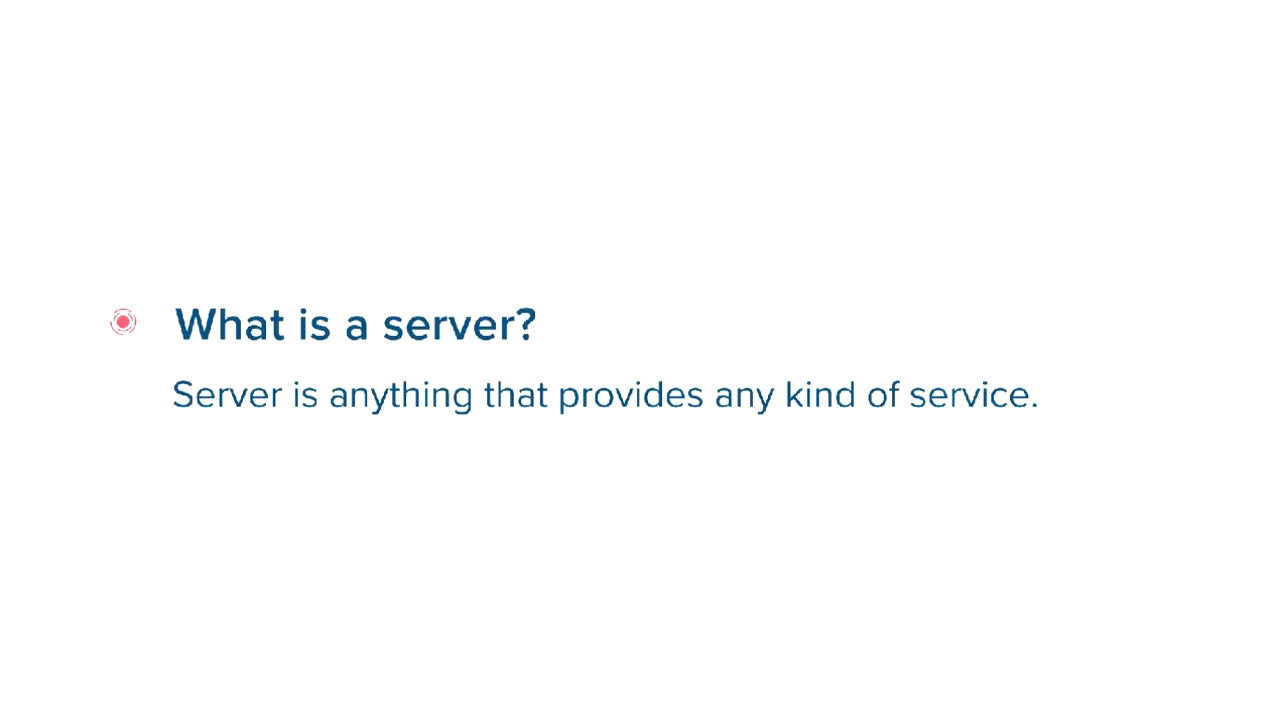 What is a server?
Server is anything that provides any kind of service.